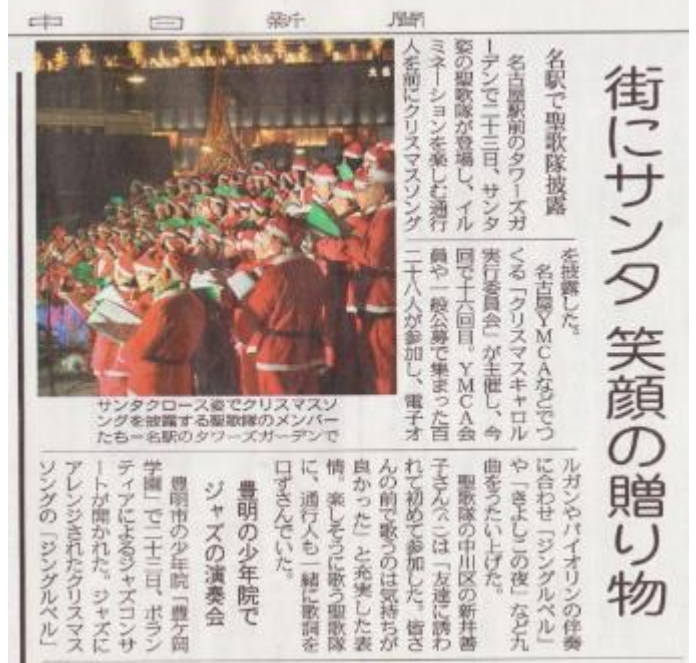 中日新聞
街にサンタ 笑顔の贈り物
名駅で聖歌隊披露
名古屋駅前のタワーズガ
ーデンで二十三日、サンタ
姿の聖歌隊が登場し、イル
ミネーションを楽しむ通行
人を前にクリスマスソング
を披露した。
名古屋YMCAなどでつ
くる「クリスマスキャロル
実行委員会」が主催し、今
回で十六回目。YMCA会
員や一般公募で集まった百
二十八人が参加し、電子オ
ルガンやバイオリンの伴奏
に合わせ「ジングルベル」
や「きよしこの夜」など九
曲をうたい上げた。
聖歌隊の中川区の新井善
子さん は「友達に誘わ
れて初めて参加した。皆さ
んの前で歌うのは気持ちが
良かった」と充実した表
情。楽しそうに歌う聖歌隊
に、通行人も一緒に歌詞を
口ずさんでいた。
サンタクロース姿でクリスマスソ
ングを披露する聖歌隊のメンバー
たち=名駅のタワーズガーデンで
豊明の少年院で
ジャズの演奏会
豊明市の少年院「豊ケ岡
学園」で二十三日、ボラン
ティアによるジャズコンサ
ートが開かれた。ジャズに
アレンジされたクリスマス
ソングの「ジングルベル」